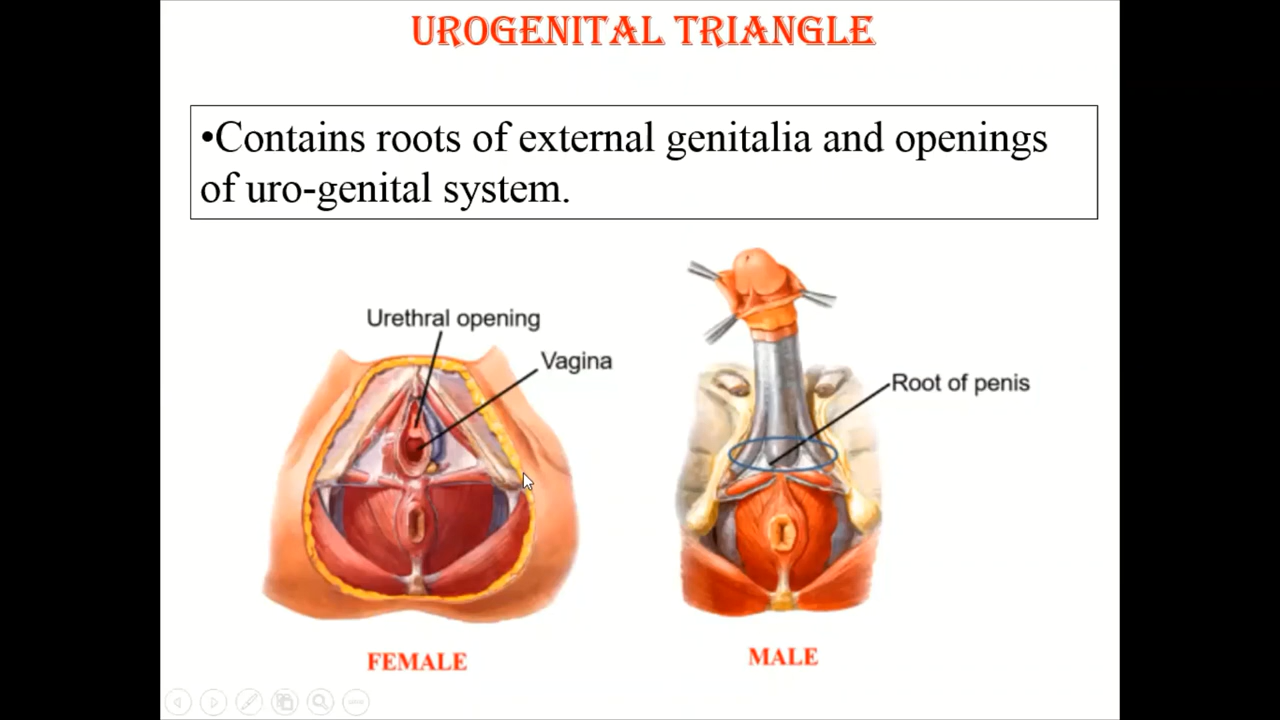 UROGENITAL TRIANGLE
•Contains roots of external genitalia and openings
of uro-genital system.
Urethral opening
Vagina
Root of penis
FEMALE
MALE